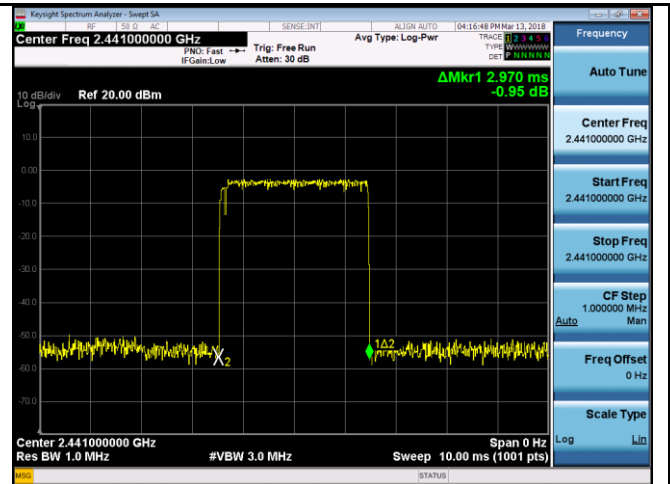 Keysight Spectrum Analyzer - Swept SA
RF 50 Ω AC SENSE:INT ALIGN AUTO 04:16:48 PM Mar 13, 2018
Center Freq 2.441000000 GHz
PNO: Fast
IFGain:Low
Trig: Free Run
Atten: 30 dB
Avg Type: Log-Pwr
TRACE 1 2 3 4 5 6
TYPE WWWWWW
DET P NNNNN
ΔMkr1 2.970 ms
-0.95 dB
10 dB/div Ref 20.00 dBm
Log
10.0
0.00
-10.0
-20.0
-30.0
-40.0
-50.0
-60.0
-70.0
1Δ2
2
Center 2.441000000 GHz Span 0 Hz
Res BW 1.0 MHz #VBW 3.0 MHz Sweep 10.00 ms (1001 pts)
MSG STATUS
Frequency
Auto Tune
Center Freq
2.441000000 GHz
Start Freq
2.441000000 GHz
Stop Freq
2.441000000 GHz
CF Step
1.000000 MHz
Auto Man
Freq Offset
0 Hz
Scale Type
Log Lin